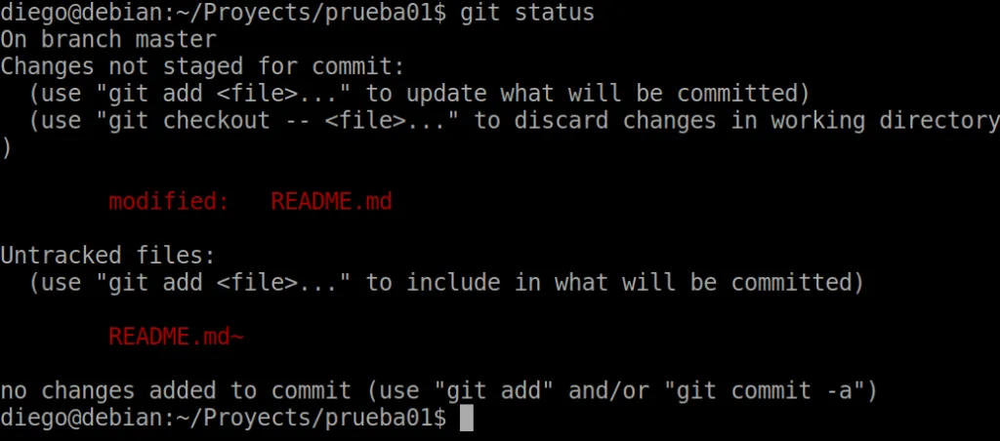 diego@debian:~/Proyects/prueba01$ git status
On branch master
Changes not staged for commit:
  (use "git add <file>..." to update what will be committed)
  (use "git checkout -- <file>..." to discard changes in working directory
)
        modified:   README.md
Untracked files:
  (use "git add <file>..." to include in what will be committed)
        README.md~
no changes added to commit (use "git add" and/or "git commit -a")
diego@debian:~/Proyects/prueba01$